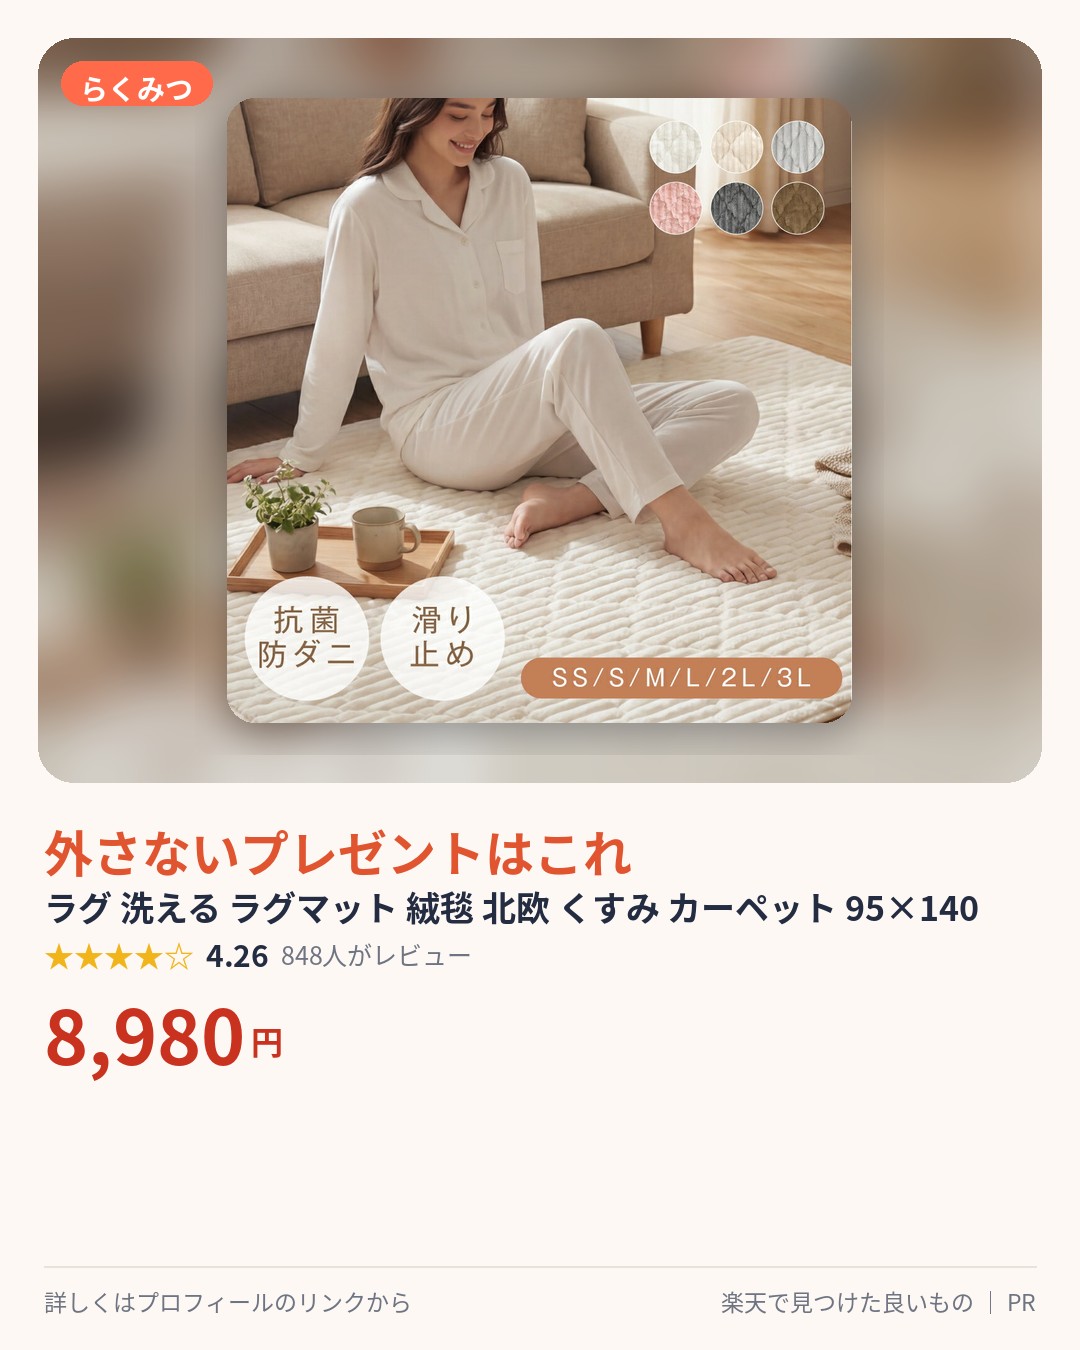 らくみつ
抗菌
防ダニ
滑り
止め
SS/S/M/L/2L/3L
外さないプレゼントはこれ
ラグ 洗える ラグマット 絨毯 北欧 くすみ カーペット 95×140
★★★★☆ 4.26 848人がレビュー
8,980円
詳しくはプロフィールのリンクから
楽天で見つけた良いもの｜PR